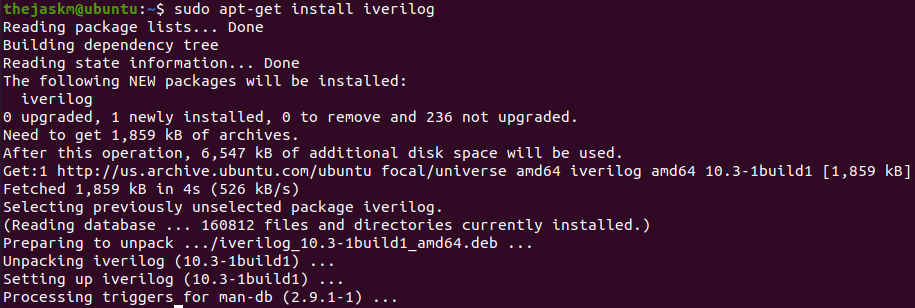 thejaskm@ubuntu:~$ sudo apt-get install iverilog
Reading package lists... Done
Building dependency tree
Reading state information... Done
The following NEW packages will be installed:
  iverilog
0 upgraded, 1 newly installed, 0 to remove and 236 not upgraded.
Need to get 1,859 kB of archives.
After this operation, 6,547 kB of additional disk space will be used.
Get:1 http://us.archive.ubuntu.com/ubuntu focal/universe amd64 iverilog amd64 10.3-1build1 [1,859 kB]
Fetched 1,859 kB in 4s (526 kB/s)
Selecting previously unselected package iverilog.
(Reading database ... 160812 files and directories currently installed.)
Preparing to unpack .../iverilog_10.3-1build1_amd64.deb ...
Unpacking iverilog (10.3-1build1) ...
Setting up iverilog (10.3-1build1) ...
Processing triggers for man-db (2.9.1-1) ...